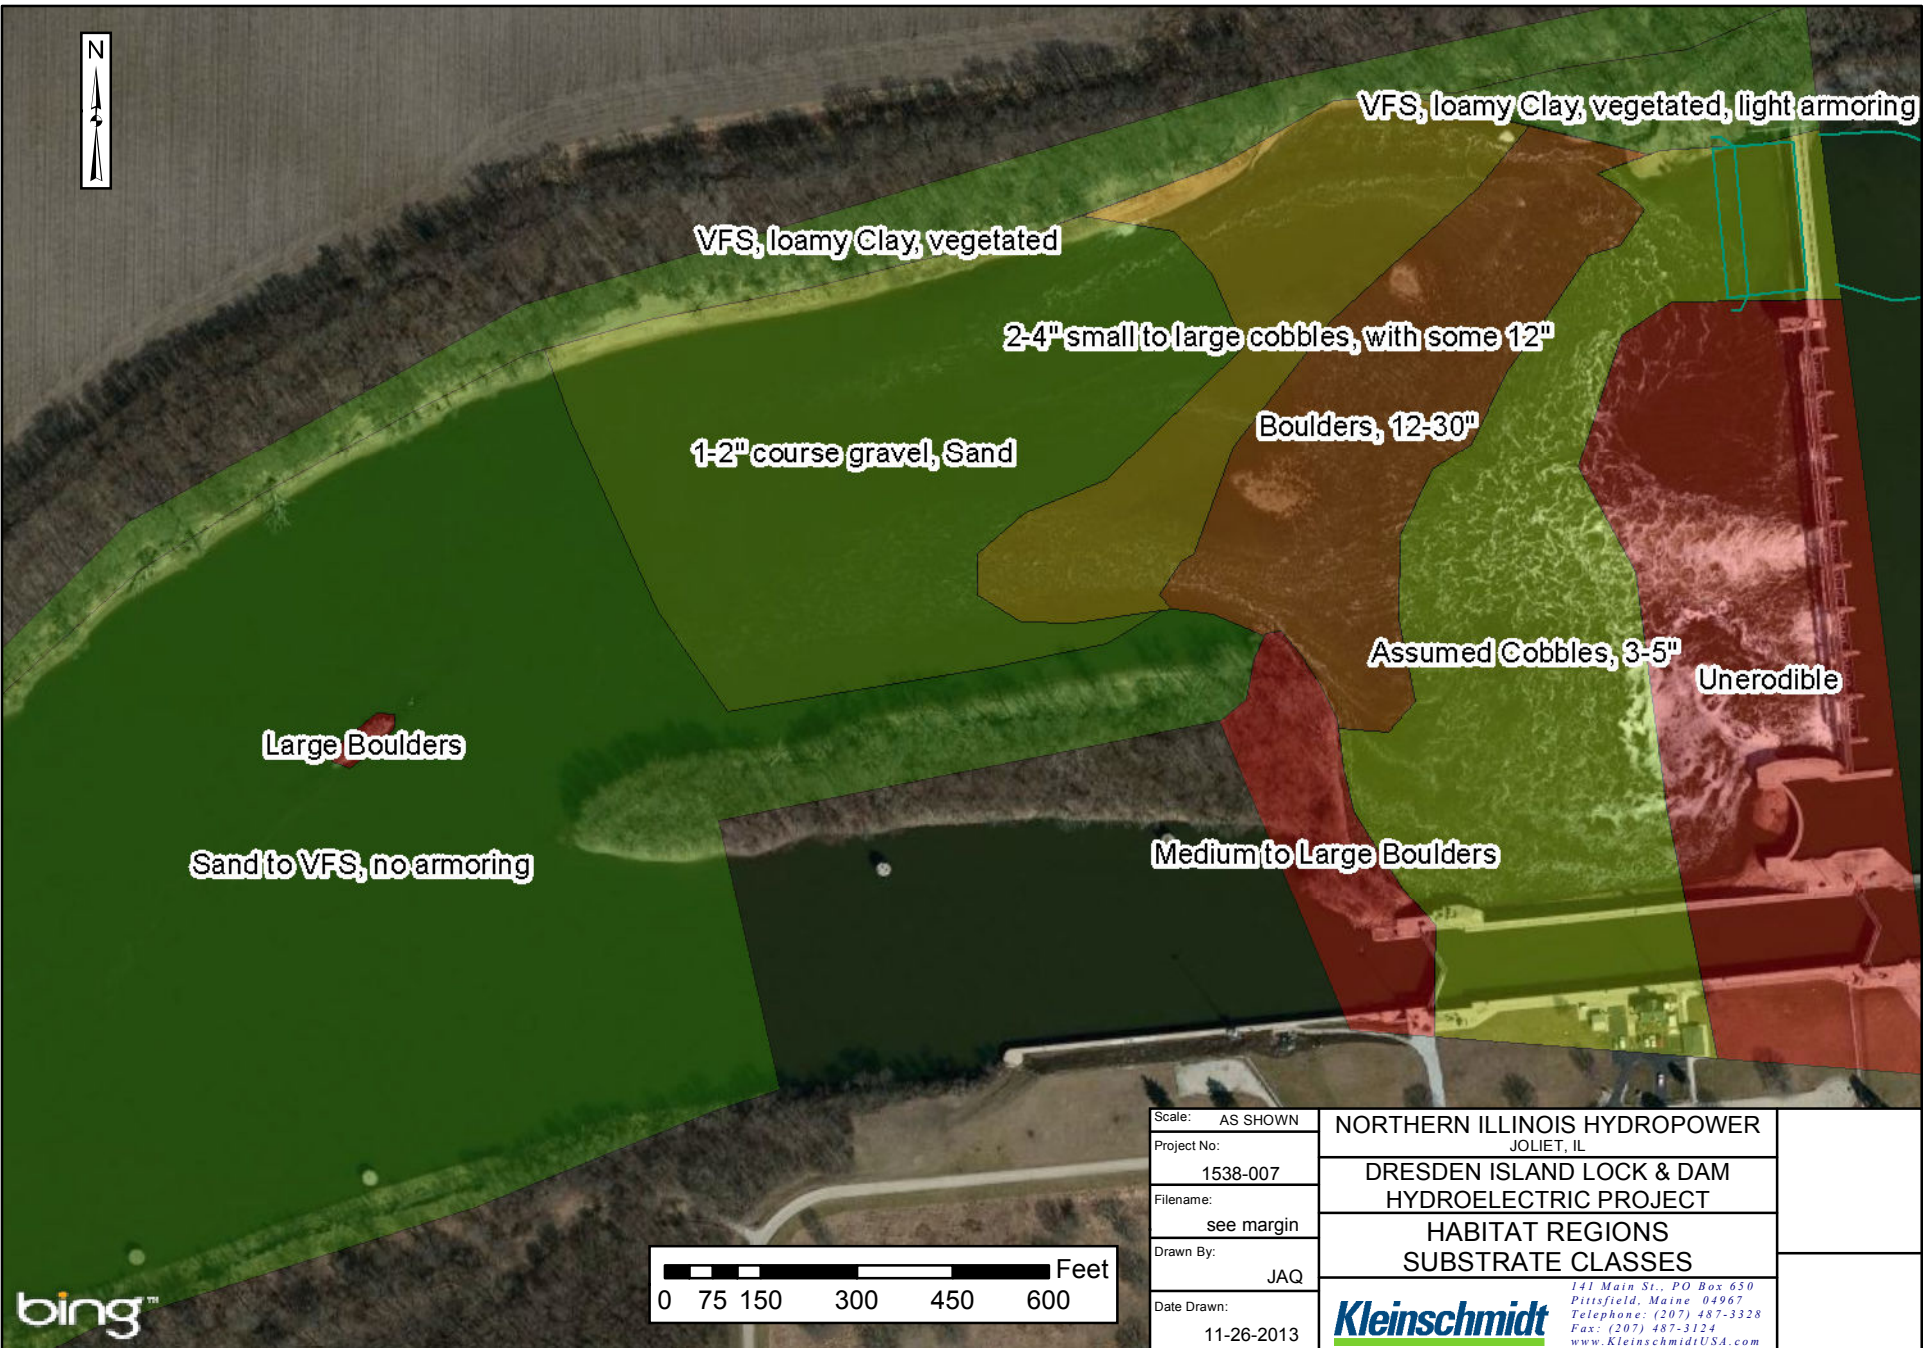 N
VFS, loamy Clay, vegetated, light armoring
VFS, loamy Clay, vegetated
2-4" small to large cobbles, with some 12"
Boulders, 12-30"
1-2" course gravel, Sand
Assumed Cobbles, 3-5"
Unerodible
Large Boulders
Medium to Large Boulders
Sand to VFS, no armoring
Feet
0 75 150 300 450 600
bing™
Scale: AS SHOWN
Project No:
1538-007
Filename:
see margin
Drawn By:
JAQ
Date Drawn:
11-26-2013
NORTHERN ILLINOIS HYDROPOWER
JOLIET, IL
DRESDEN ISLAND LOCK & DAM
HYDROELECTRIC PROJECT
HABITAT REGIONS
SUBSTRATE CLASSES
Kleinschmidt
141 Main St., PO Box 650
Pittsfield, Maine 04967
Telephone: (207) 487-3328
Fax: (207) 487-3124
www.KleinschmidtUSA.com